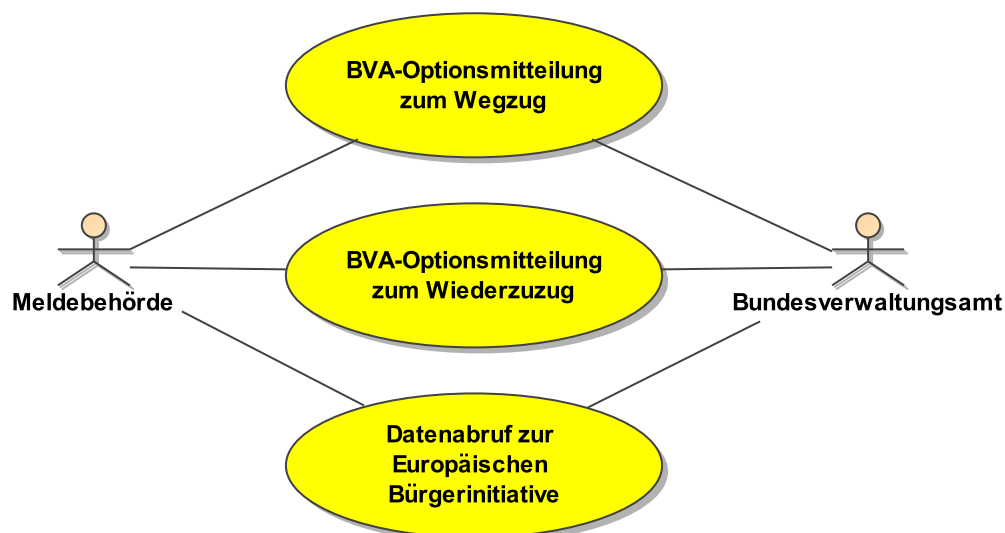 BVA-Optionsmitteilung
zum Wegzug
BVA-Optionsmitteilung
zum Wiederzuzug
Meldebehörde
Bundesverwaltungsamt
Datenabruf zur
Europäischen
Bürgerinitiative